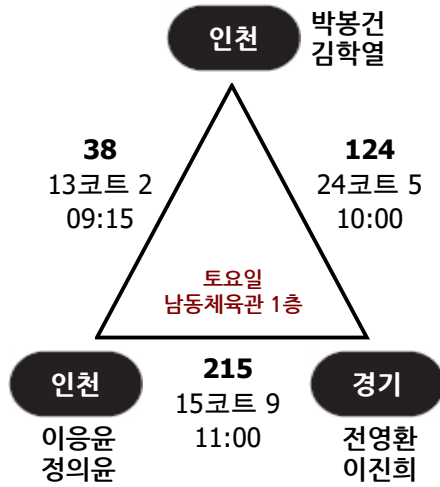 인천
박봉건
김학열
38
13코트 2
09:15
124
24코트 5
10:00
토요일
남동체육관 1층
인천
이응윤
정의윤
215
15코트 9
11:00
경기
전영환
이진희